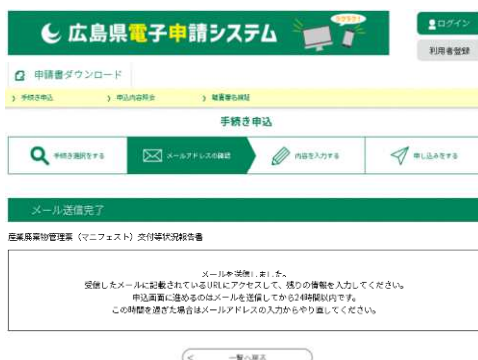 広島県電子申請システム
ログイン
利用者登録
申請書ダウンロード
> 手続き申込
> 申込内容照会
> 職責署名検証
手続き申込
手続き選択をする
メールアドレスの確認
内容を入力する
申し込みをする
メール送信完了
産業廃棄物管理票（マニフェスト）交付等状況報告書
メールを送信しました。
受信したメールに記載されているURLにアクセスして、残りの情報を入力してください。
申込画面に進めるのはメールを送信してから24時間以内です。
この時間を過ぎた場合はメールアドレスの入力からやり直してください。
< 一覧へ戻る